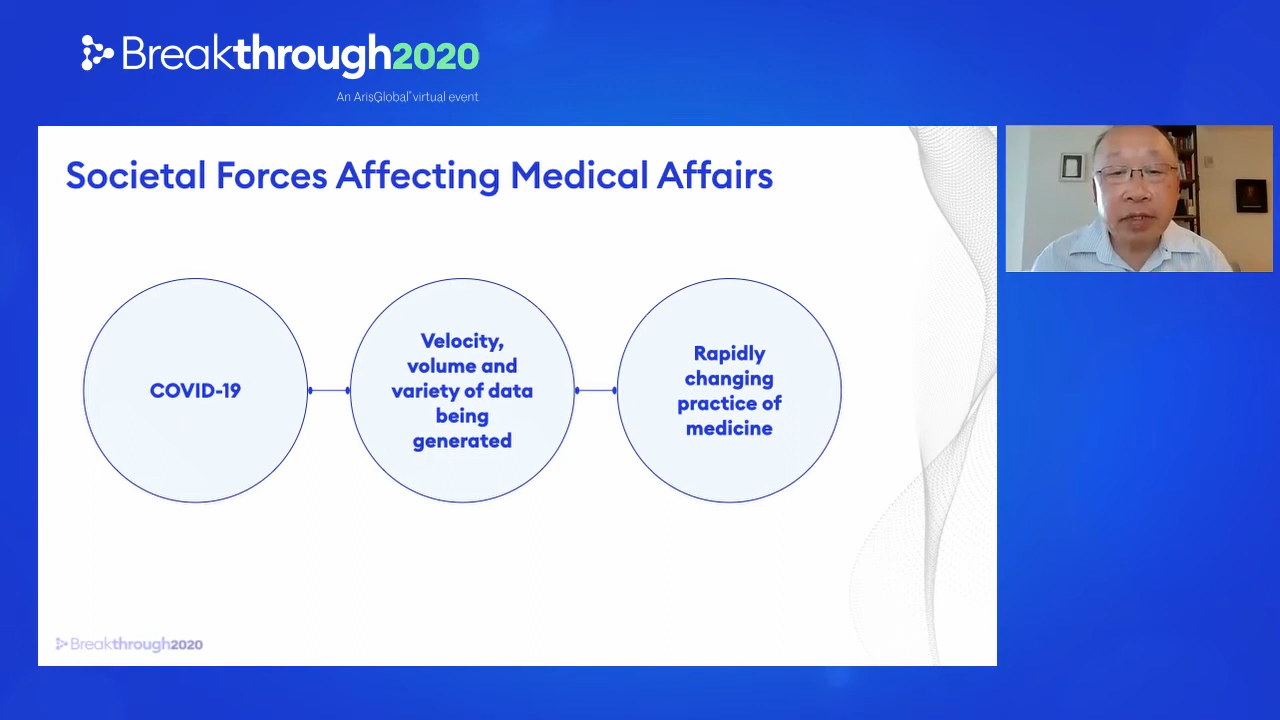 Breakthrough2020
An ArisGlobal® virtual event
Societal Forces Affecting Medical Affairs
COVID-19
Velocity,
volume and
variety of data
being
generated
Rapidly
changing
practice of
medicine
Breakthrough2020